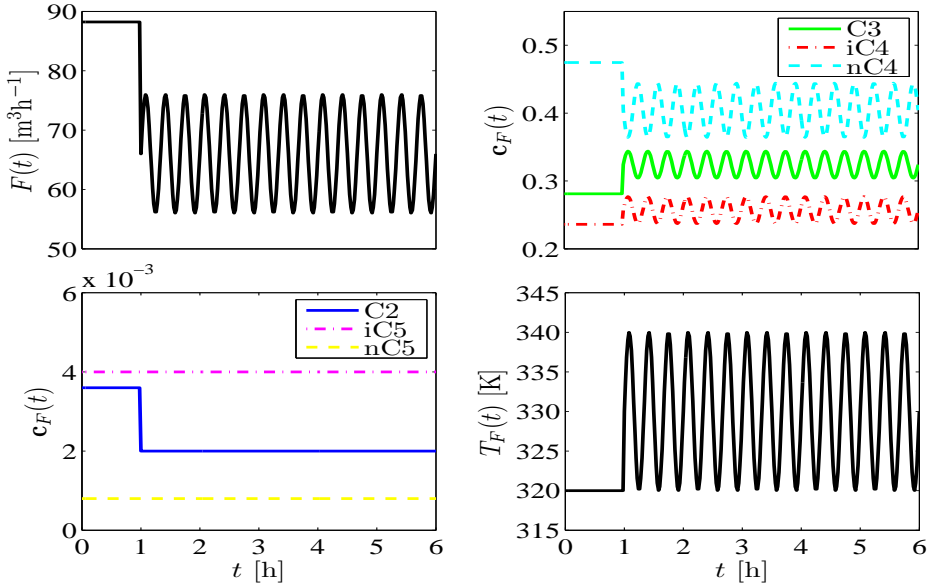 90
80
70
60
50
F(t) [m³h⁻¹]
0.5
0.4
0.3
0.2
c_F(t)
C3
iC4
nC4
x 10⁻³
6
4
2
0
c_F(t)
C2
iC5
nC5
0 1 2 3 4 5 6
t [h]
345
340
335
330
325
320
315
T_F(t) [K]
0 1 2 3 4 5 6
t [h]